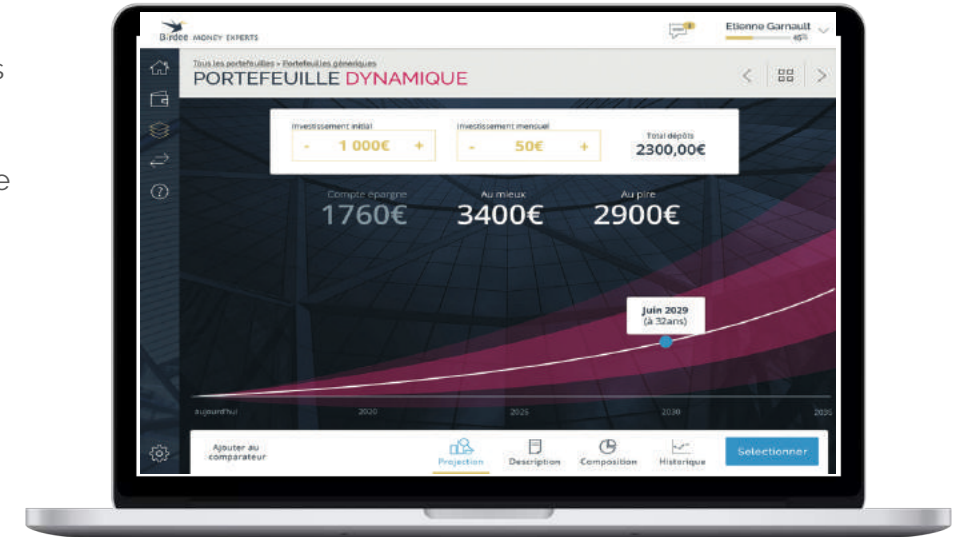 s
e
Birdee MONEY EXPERTS
Etienne Garnault
65%
Tous les portefeuilles > Portefeuilles géneriques
PORTEFEUILLE DYNAMIQUE
Investissement initial
- 1 000€ +
Investissement mensuel
- 50€ +
Total dépôts
2300,00€
Compte épargne
1760€
Au mieux
3400€
Au pire
2900€
Juin 2029
(à 32ans)
aujourd'hui 2020 2025 2030 2035
Ajouter au
comparateur
Projection Description Composition Historique
Selectionner